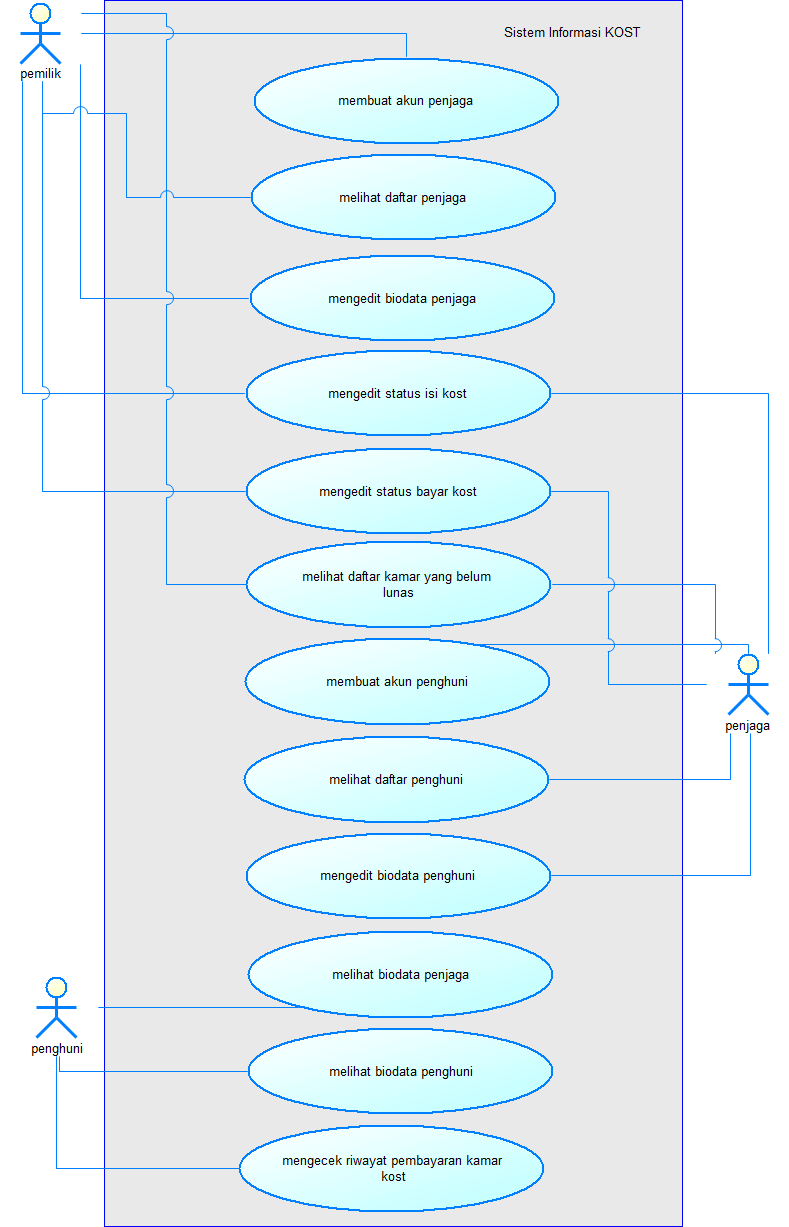 pemilik
Sistem Informasi KOST
membuat akun penjaga
melihat daftar penjaga
mengedit biodata penjaga
mengedit status isi kost
mengedit status bayar kost
melihat daftar kamar yang belum
lunas
membuat akun penghuni
penjaga
melihat daftar penghuni
mengedit biodata penghuni
melihat biodata penjaga
penghuni
melihat biodata penghuni
mengecek riwayat pembayaran kamar
kost